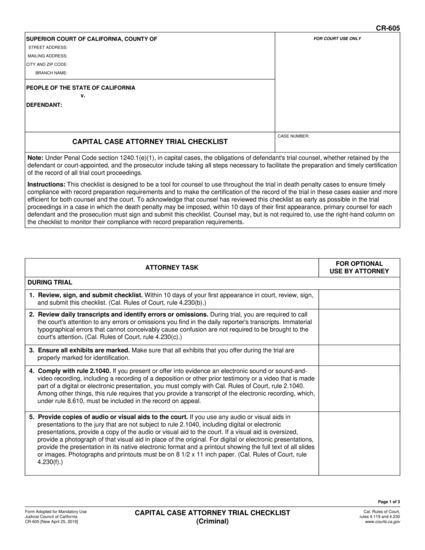 CR-605
SUPERIOR COURT OF CALIFORNIA, COUNTY OF
FOR COURT USE ONLY
STREET ADDRESS:
MAILING ADDRESS:
CITY AND ZIP CODE:
BRANCH NAME:
PEOPLE OF THE STATE OF CALIFORNIA
v.
DEFENDANT:
CAPITAL CASE ATTORNEY TRIAL CHECKLIST
CASE NUMBER:
Note: Under Penal Code section 1240.1(e)(1), in capital cases, the obligations of defendant's trial counsel, whether retained by the
defendant or court-appointed, and the prosecutor include taking all steps necessary to facilitate the preparation and timely certification
of the record of all trial court proceedings.
Instructions: This checklist is designed to be a tool for counsel to use throughout the trial in death penalty cases to ensure timely
compliance with record preparation requirements and to make the certification of the record of the trial in these cases easier and more
efficient for both counsel and the court. To acknowledge that counsel has reviewed this checklist as early as possible in the trial
proceedings in a case in which the death penalty may be imposed, within 10 days of their first appearance, primary counsel for each
defendant and the prosecution must sign and submit this checklist. Counsel may, but is not required to, use the right-hand column on
the checklist to monitor their compliance with record preparation requirements.
ATTORNEY TASK
FOR OPTIONAL
USE BY ATTORNEY
DURING TRIAL
1. Review, sign, and submit checklist. Within 10 days of your first appearance in court, review, sign,
and submit this checklist. (Cal. Rules of Court, rule 4.230(b).)
2. Review daily transcripts and identify errors or omissions. During trial, you are required to call
the court's attention to any errors or omissions you find in the daily reporter's transcripts. Immaterial
typographical errors that cannot conceivably cause confusion are not required to be brought to the
court's attention. (Cal. Rules of Court, rule 4.230(c).)
3. Ensure all exhibits are marked. Make sure that all exhibits that you offer during the trial are
properly marked for identification.
4. Comply with rule 2.1040. If you present or offer into evidence an electronic sound or sound-and-
video recording, including a recording of a deposition or other prior testimony or a video that is made
part of a digital or electronic presentation, you must comply with Cal. Rules of Court, rule 2.1040.
Among other things, this rule requires that you provide a transcript of the electronic recording, which,
under rule 8.610, must be included in the record on appeal.
5. Provide copies of audio or visual aids to the court. If you use any audio or visual aids in
presentations to the jury that are not subject to rule 2.1040, including digital or electronic
presentations, provide a copy of the audio or visual aid to the court. If a visual aid is oversized,
provide a photograph of that visual aid in place of the original. For digital or electronic presentations,
provide the presentation in its native electronic format and a printout showing the full text of all slides
or images. Photographs and printouts must be on 8 1/2 x 11 inch paper. (Cal. Rules of Court, rule
4.230(f).)
Page 1 of 3
Form Adopted for Mandatory Use
Judicial Council of California
CR-605 [New April 25, 2019]
CAPITAL CASE ATTORNEY TRIAL CHECKLIST
(Criminal)
Cal. Rules of Court,
rules 4.119 and 4.230
www.courts.ca.gov